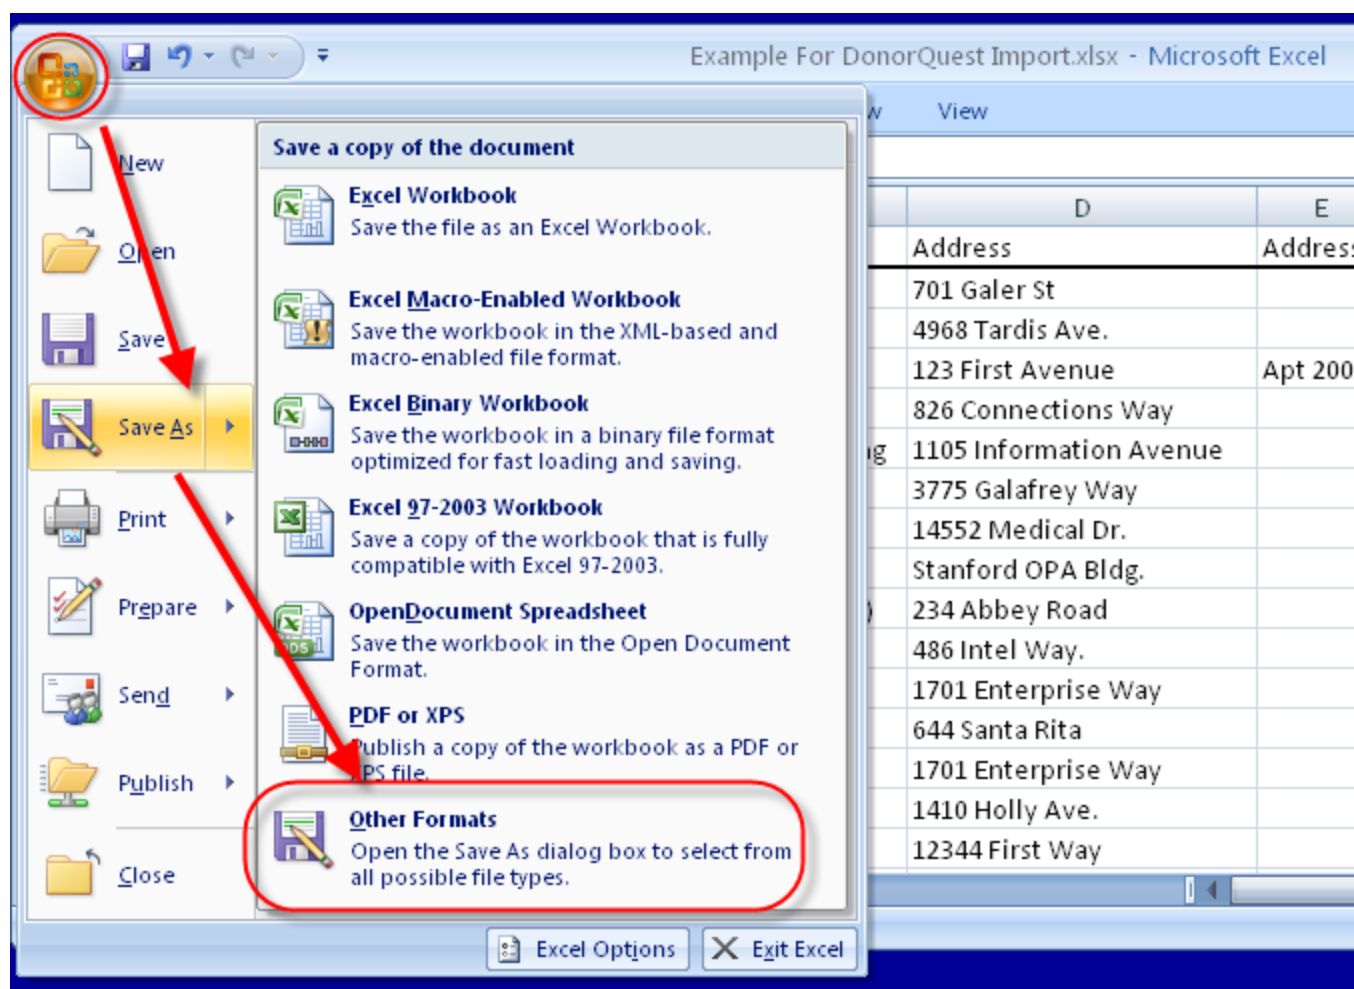 Example For DonorQuest Import.xlsx - Microsoft Excel
View
New
Open
Save
Save As
Print
Prepare
Send
Publish
Close
Save a copy of the document
Excel Workbook
Save the file as an Excel Workbook.
Excel Macro-Enabled Workbook
Save the workbook in the XML-based and
macro-enabled file format.
Excel Binary Workbook
Save the workbook in a binary file format
optimized for fast loading and saving.
Excel 97-2003 Workbook
Save a copy of the workbook that is fully
compatible with Excel 97-2003.
OpenDocument Spreadsheet
Save the workbook in the Open Document
Format.
PDF or XPS
Publish a copy of the workbook as a PDF or
XPS file.
Other Formats
Open the Save As dialog box to select from
all possible file types.
Excel Options
Exit Excel
D E
Address Address
701 Galer St
4968 Tardis Ave.
123 First Avenue Apt 200
826 Connections Way
1105 Information Avenue
3775 Galafrey Way
14552 Medical Dr.
Stanford OPA Bldg.
234 Abbey Road
486 Intel Way.
1701 Enterprise Way
644 Santa Rita
1701 Enterprise Way
1410 Holly Ave.
12344 First Way